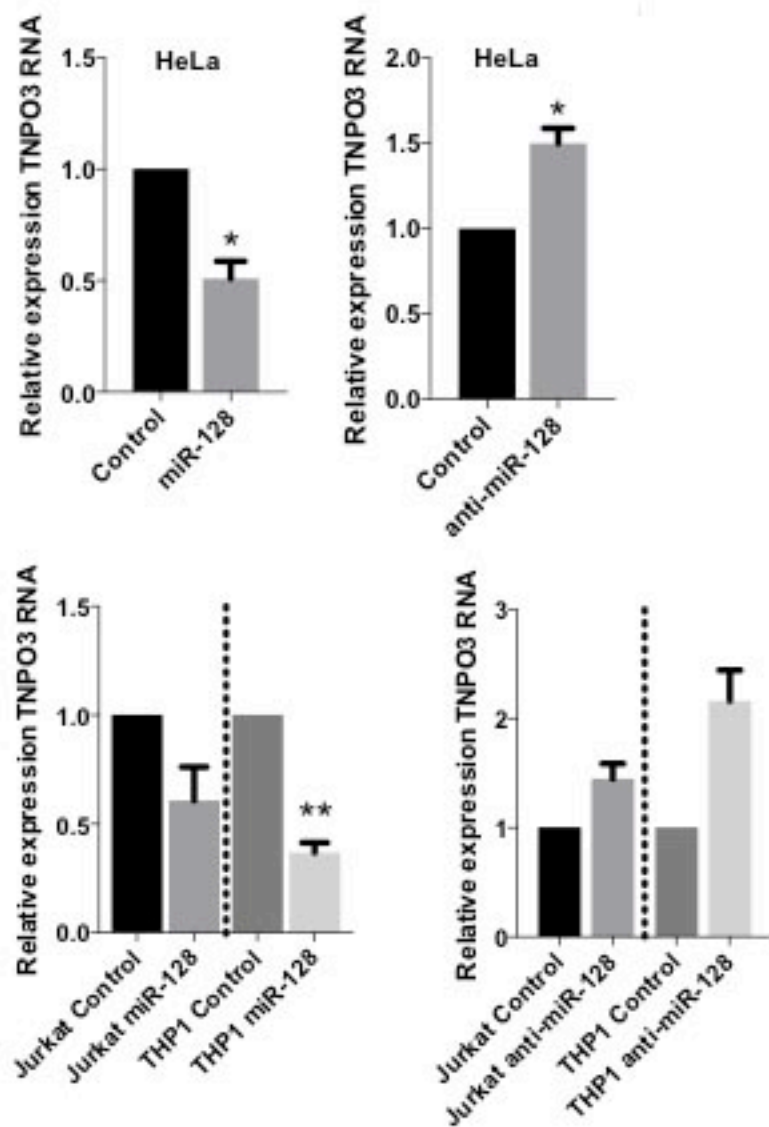 Relative expression TNPO3 RNA
HeLa
1.5
1.0
0.5
0.0
*
Control
miR-128
Relative expression TNPO3 RNA
HeLa
2.0
1.5
1.0
0.5
0.0
*
Control
anti-miR-128
Relative expression TNPO3 RNA
1.5
1.0
0.5
0.0
**
Jurkat Control
Jurkat miR-128
THP1 Control
THP1 miR-128
Relative expression TNPO3 RNA
3
2
1
0
Jurkat Control
Jurkat anti-miR-128
THP1 Control
THP1 anti-miR-128